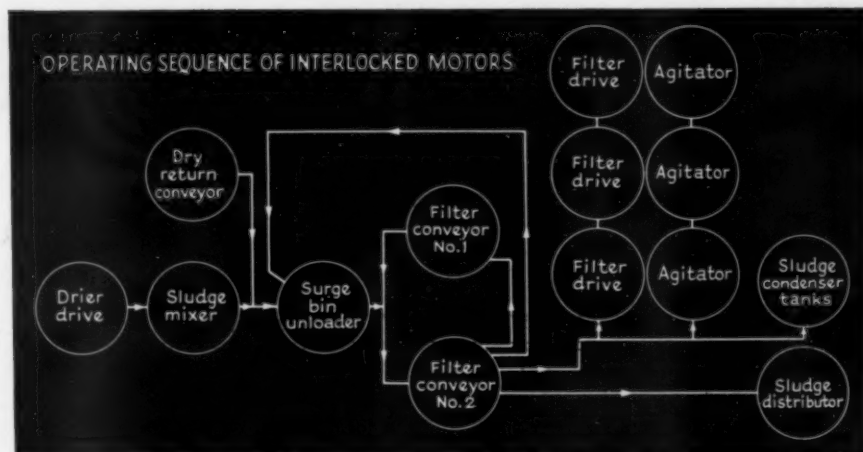 OPERATING SEQUENCE OF INTERLOCKED MOTORS
Filter
drive
Agitator
Dry
return
conveyor
Filter
drive
Agitator
Filter
conveyor
No.1
Drier
drive
Sludge
mixer
Surge
bin
unloader
Filter
drive
Agitator
Sludge
condenser
tanks
Filter
conveyor
No.2
Sludge
distributor